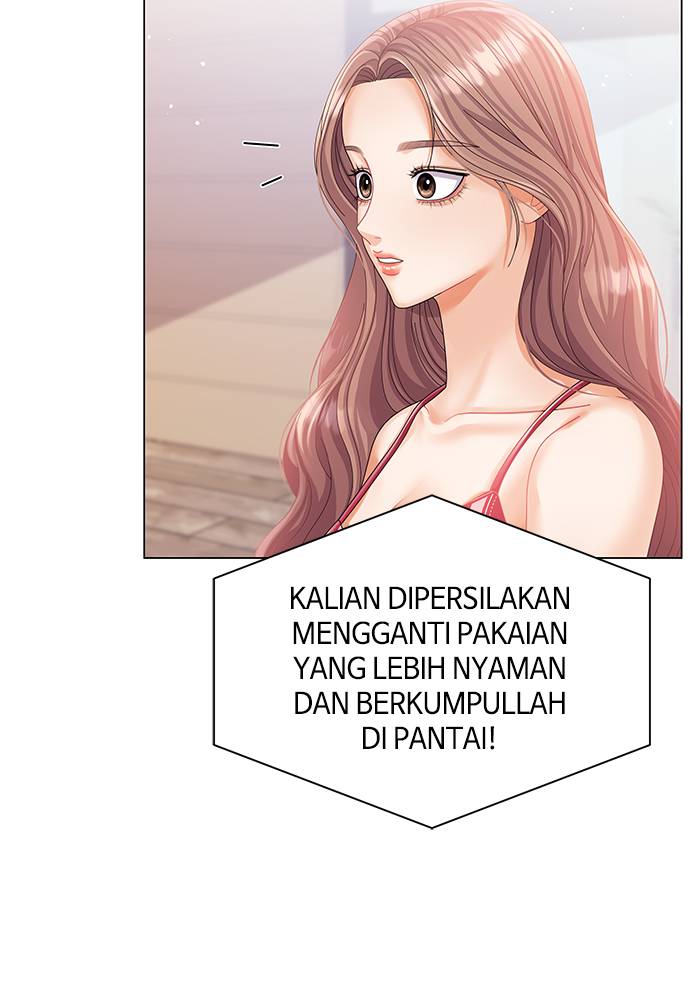 KALIAN DIPERSILAKAN
MENGGANTI PAKAIAN
YANG LEBIH NYAMAN
DAN BERKUMPULLAH
DI PANTAI!